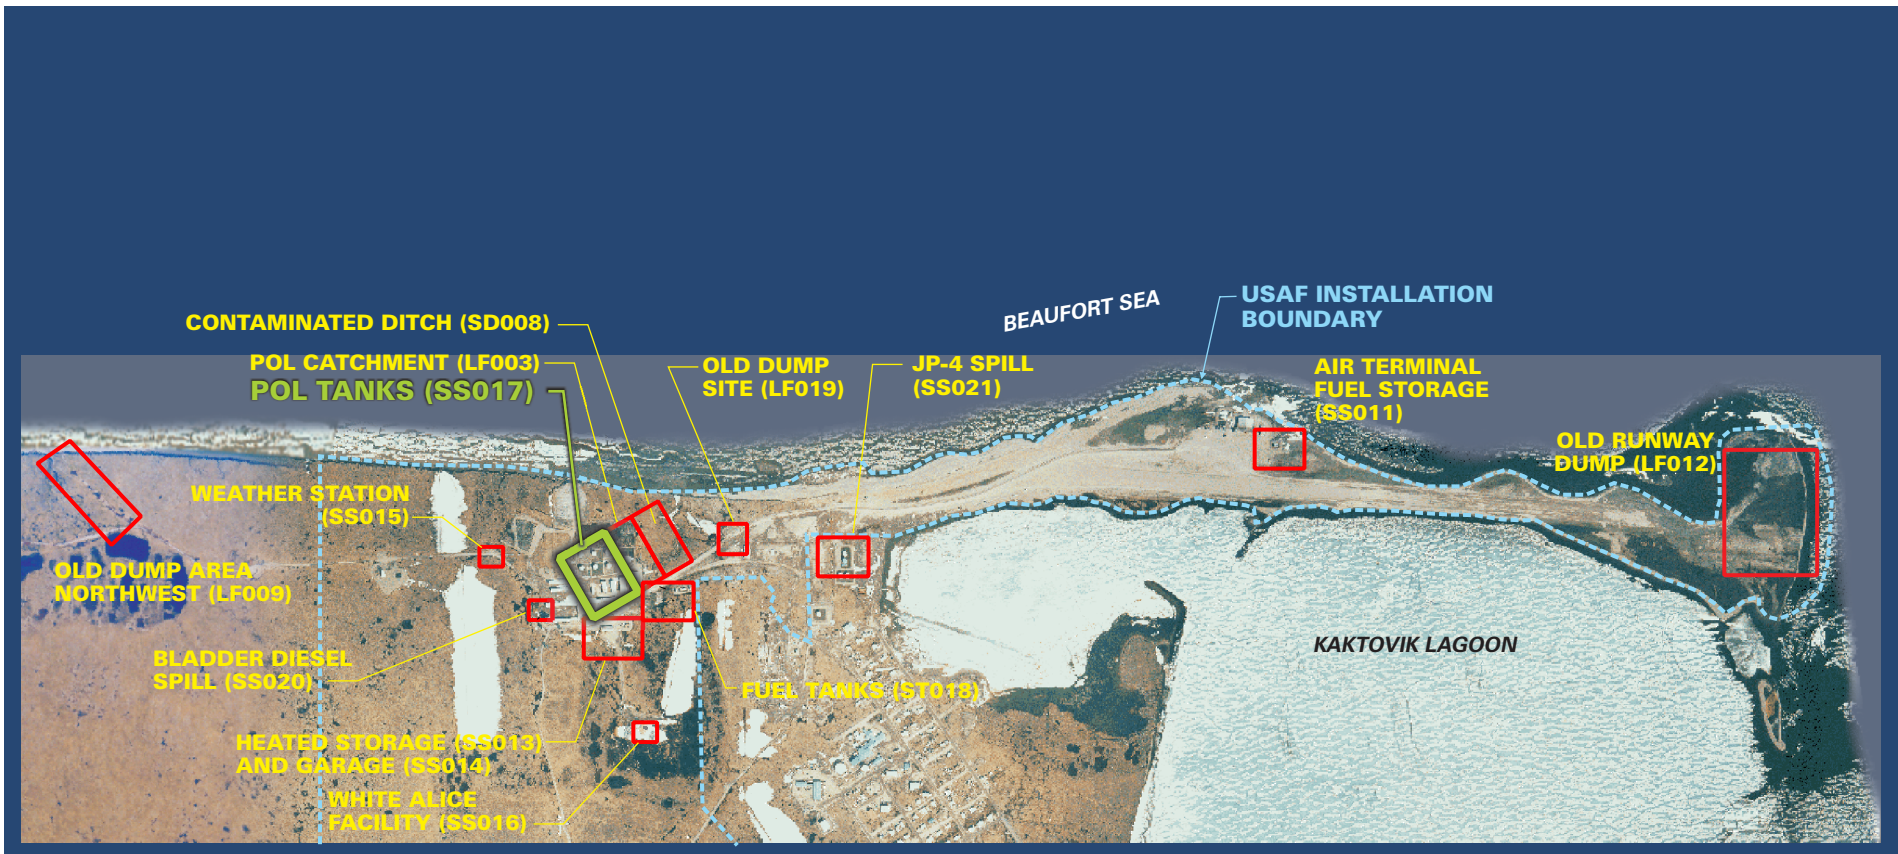 BEAUFORT SEA
USAF INSTALLATION
BOUNDARY
CONTAMINATED DITCH (SD008)
POL CATCHMENT (LF003)
POL TANKS (SS017)
OLD DUMP
SITE (LF019)
JP-4 SPILL
(SS021)
AIR TERMINAL
FUEL STORAGE
(SS011)
OLD RUNWAY
DUMP (LF012)
WEATHER STATION
(SS015)
OLD DUMP AREA
NORTHWEST (LF009)
BLADDER DIESEL
SPILL (SS020)
KAKTOVIK LAGOON
FUEL TANKS (ST018)
HEATED STORAGE (SS013)
AND GARAGE (SS014)
WHITE ALICE
FACILITY (SS016)